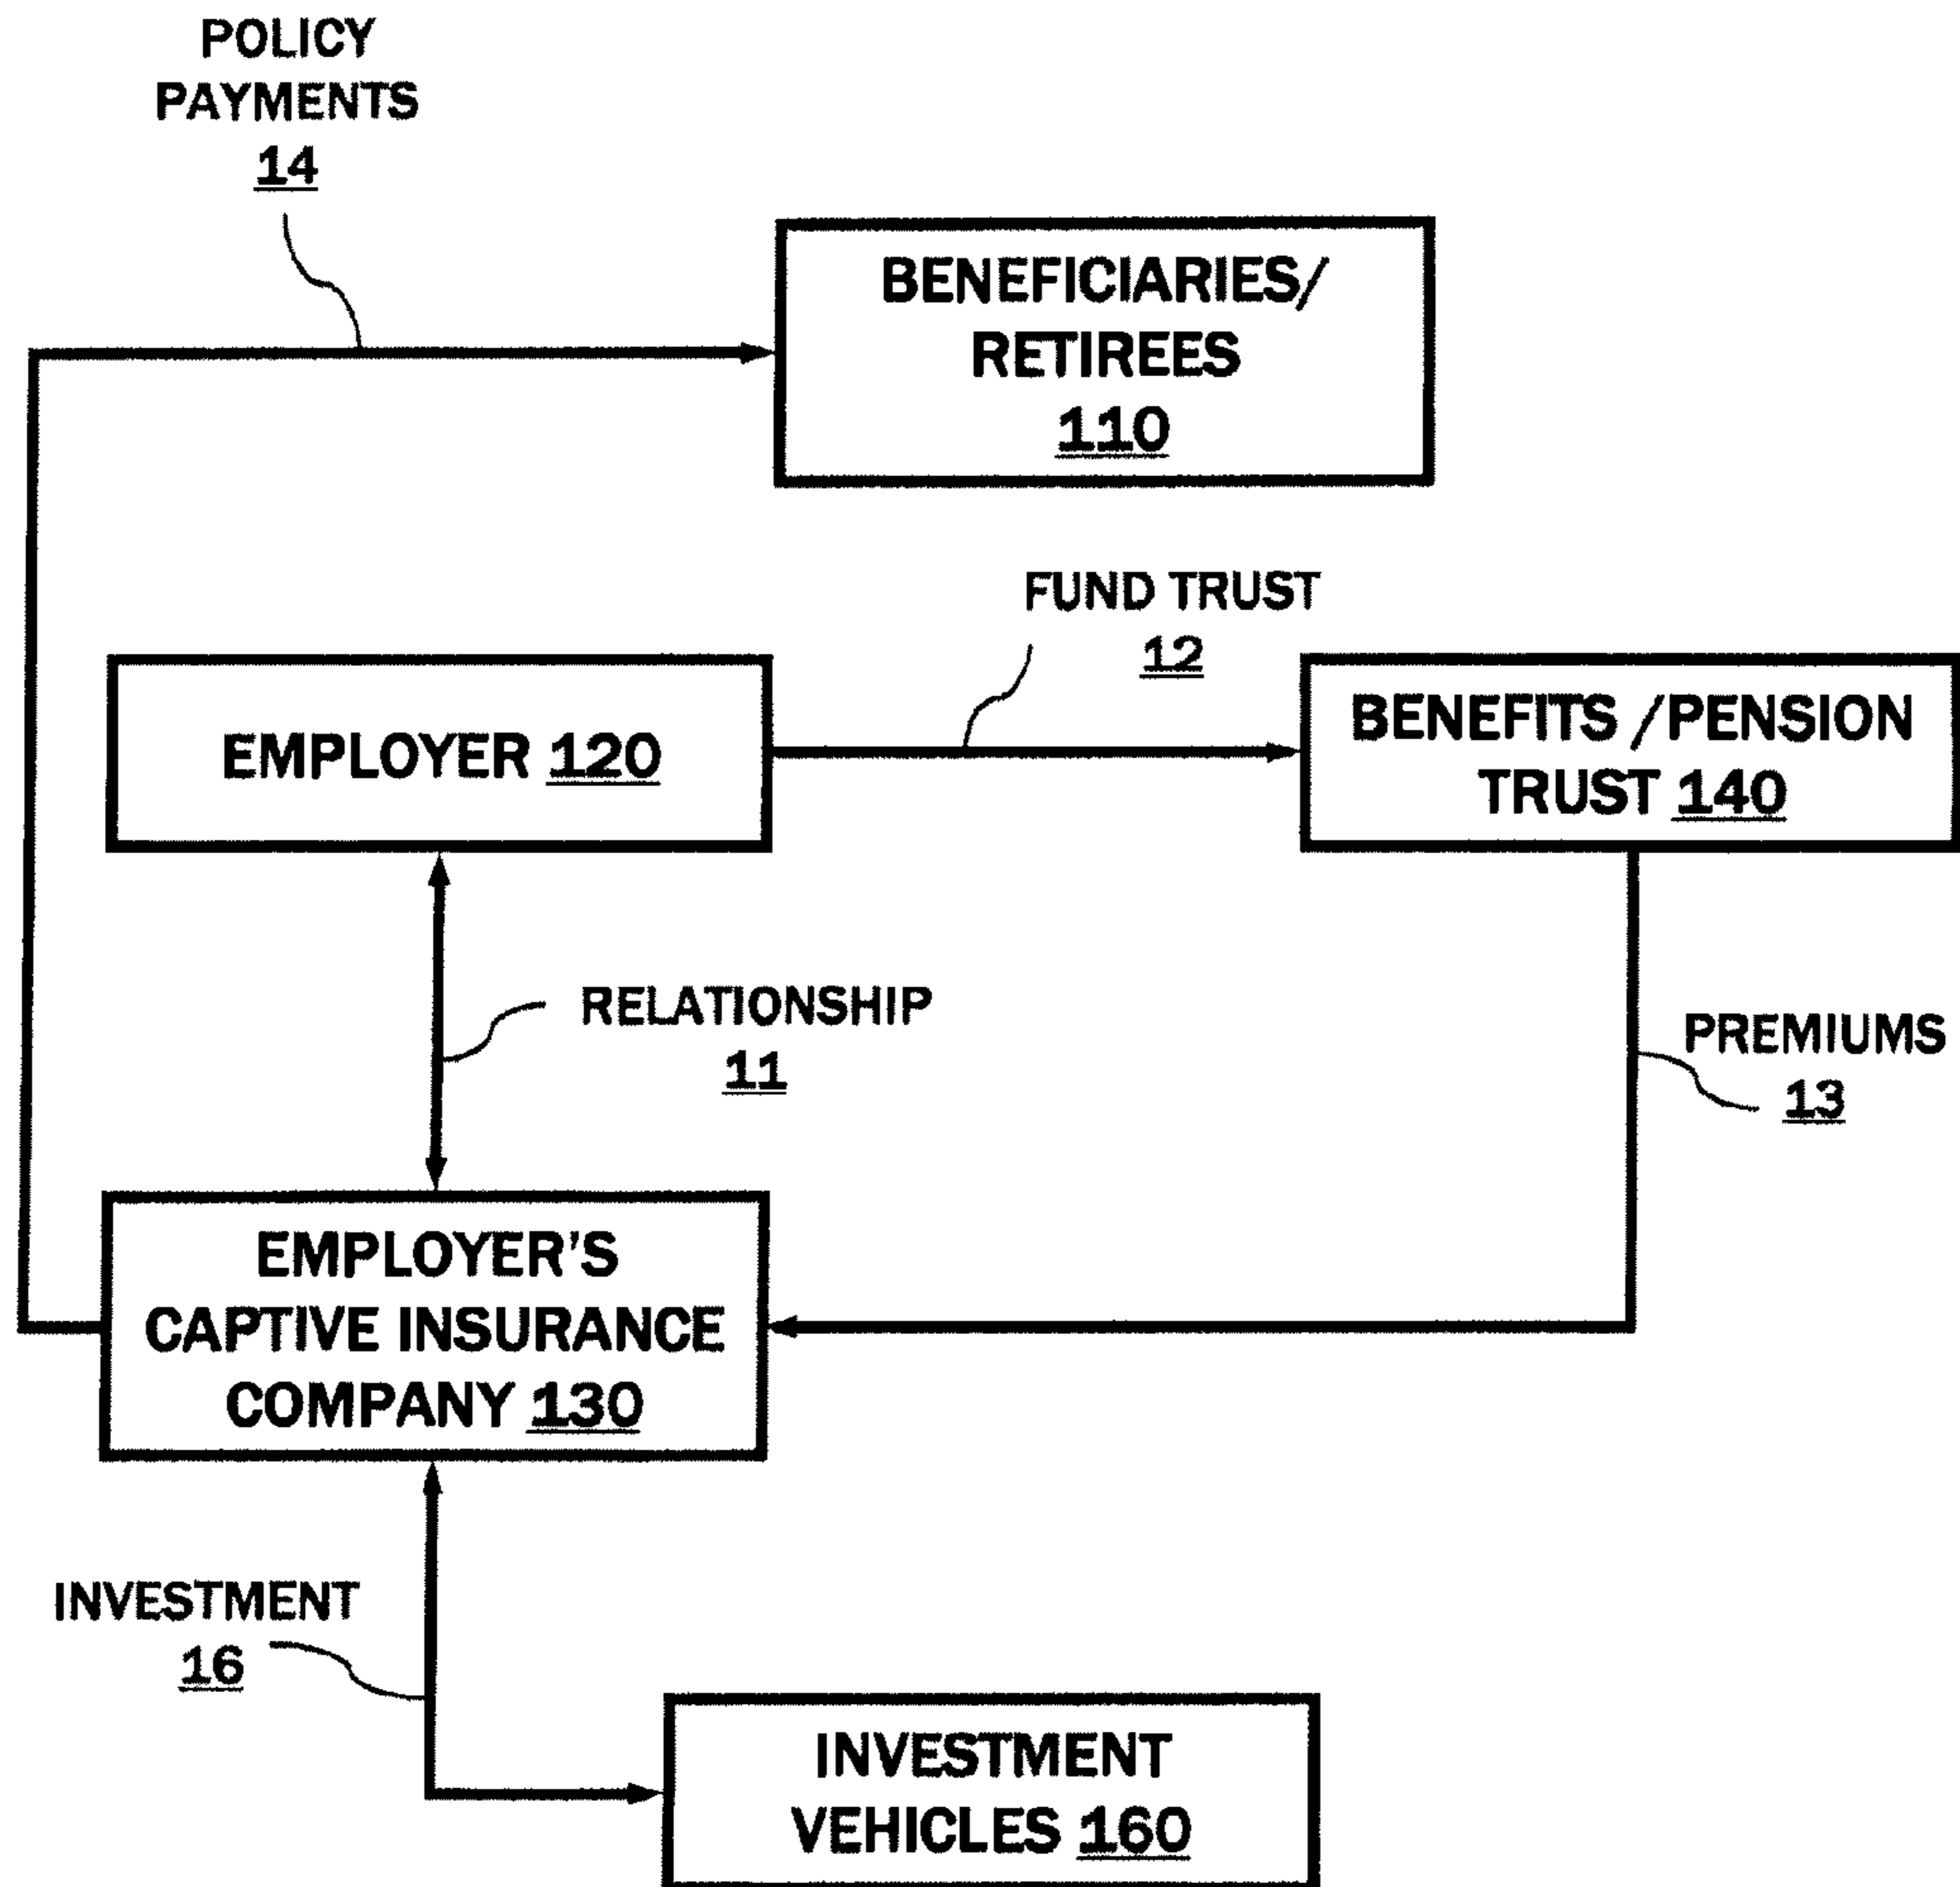 POLICY
PAYMENTS
14
BENEFICIARIES/
RETIREES
110
FUND TRUST
12
EMPLOYER 120
BENEFITS /PENSION
TRUST 140
RELATIONSHIP
11
PREMIUMS
13
EMPLOYER'S
CAPTIVE INSURANCE
COMPANY 130
INVESTMENT
16
INVESTMENT
VEHICLES 160